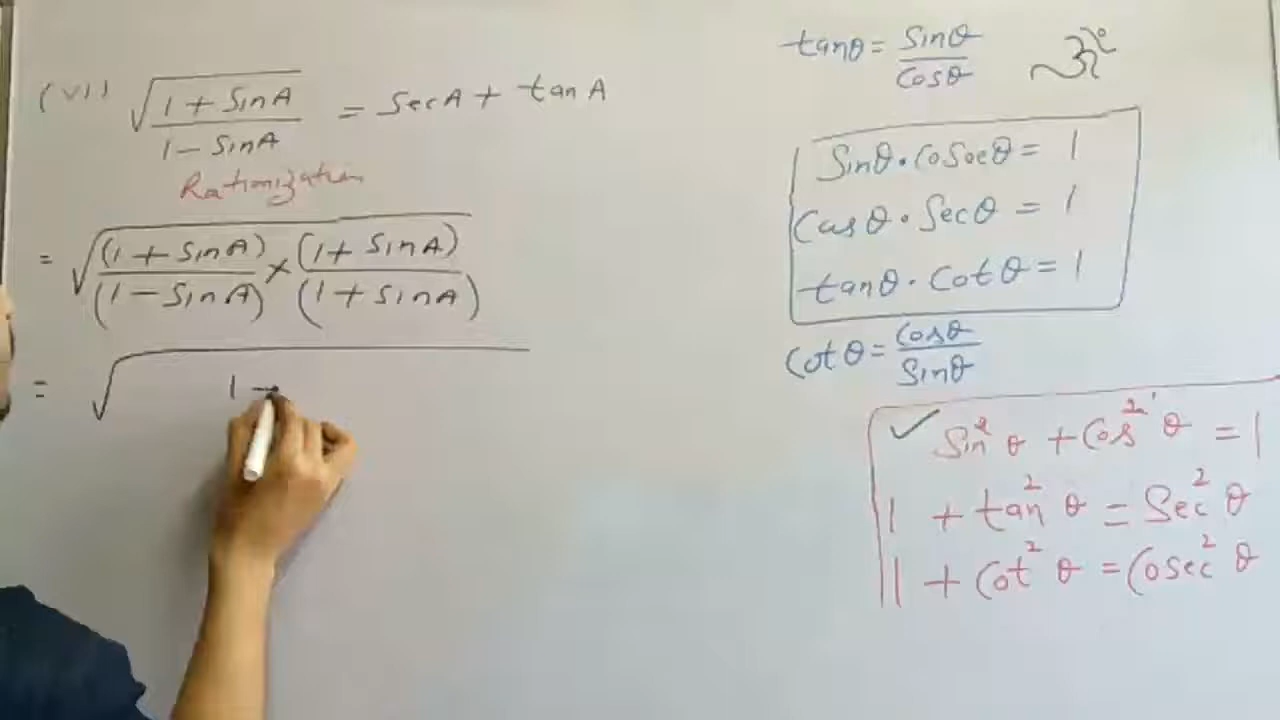 (VI) √(1 + SinA / 1 - SinA) = SecA + tanA
Rationization
= √((1 + SinA) / (1 - SinA) × (1 + SinA) / (1 + SinA))
= √ 1 -
tanθ = Sinθ / Cosθ
ॐ
Sinθ · Cosecθ = 1
Cosθ · Secθ = 1
tanθ · Cotθ = 1
Cotθ = Cosθ / Sinθ
✓ Sin²θ + Cos²θ = 1
1 + tan²θ = Sec²θ
1 + Cot²θ = Cosec²θ